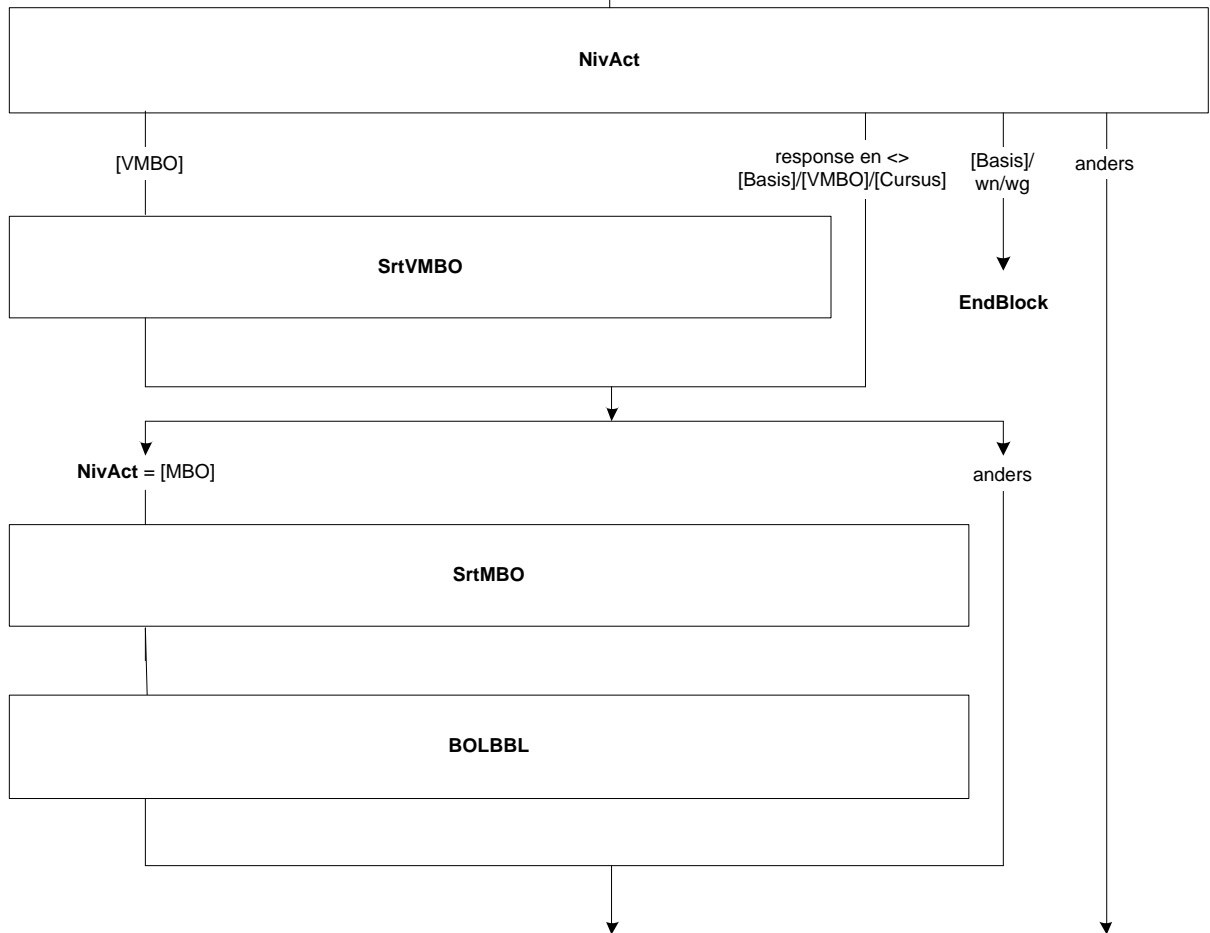 NivAct
[VMBO]
response en <>
[Basis]/[VMBO]/[Cursus]
[Basis]/
wn/wg
anders
SrtVMBO
EndBlock
NivAct = [MBO]
anders
SrtMBO
BOLBBL